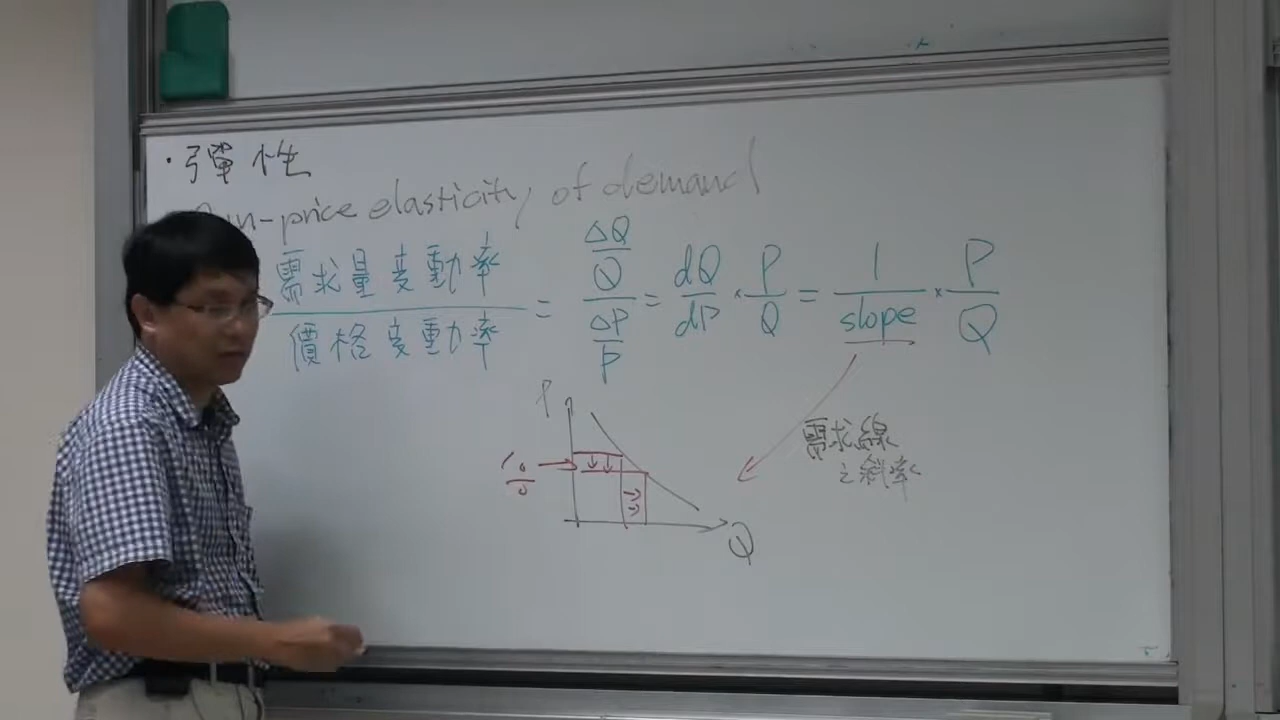 ·彈性
Own-price elasticity of demand
需求量變動率 / 價格變動率 = (ΔQ/Q) / (ΔP/P) = dQ/dP × P/Q = 1/slope × P/Q
P
需求線
之斜率
Q